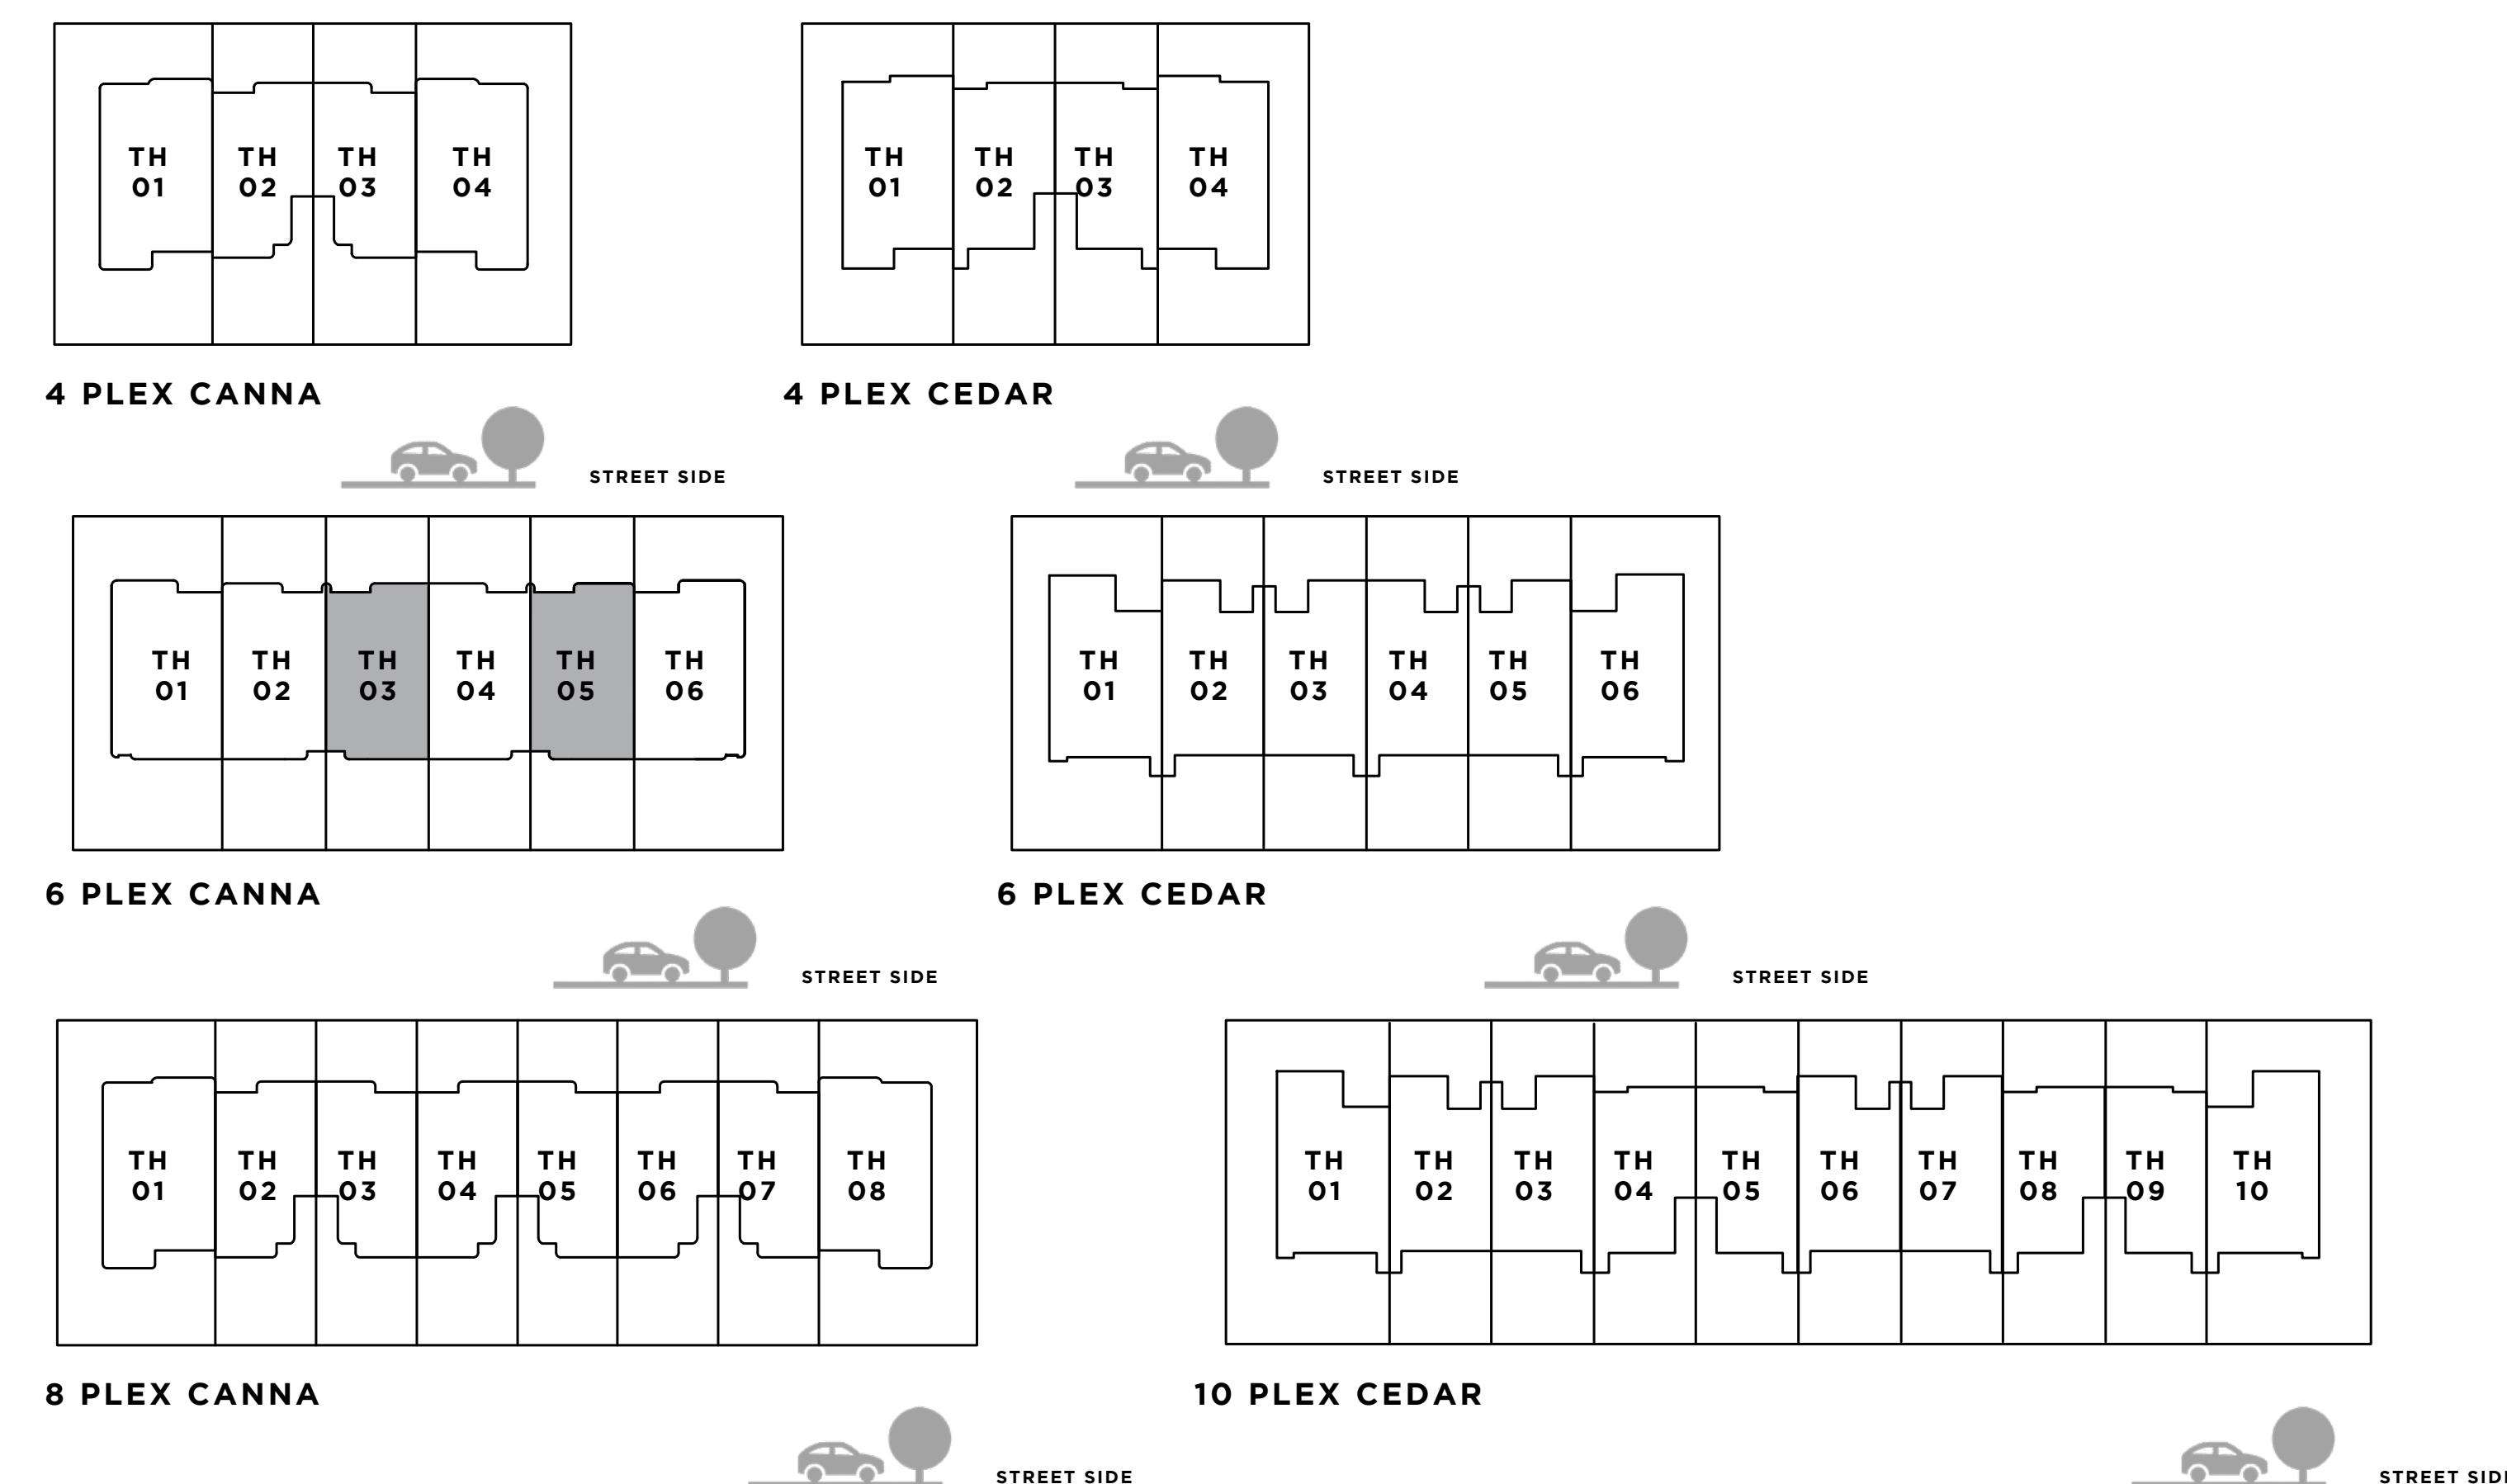 TH TH TH TH
01 02 03 04
TH TH TH TH
01 02 03 04
4 PLEX CANNA
4 PLEX CEDAR
STREET SIDE
STREET SIDE
TH TH TH TH TH TH
01 02 03 04 05 06
TH TH TH TH TH TH
01 02 03 04 05 06
6 PLEX CANNA
6 PLEX CEDAR
STREET SIDE
STREET SIDE
TH TH TH TH TH TH TH TH
01 02 03 04 05 06 07 08
TH TH TH TH TH TH TH TH TH TH
01 02 03 04 05 06 07 08 09 10
8 PLEX CANNA
10 PLEX CEDAR
STREET SIDE
STREET SIDE